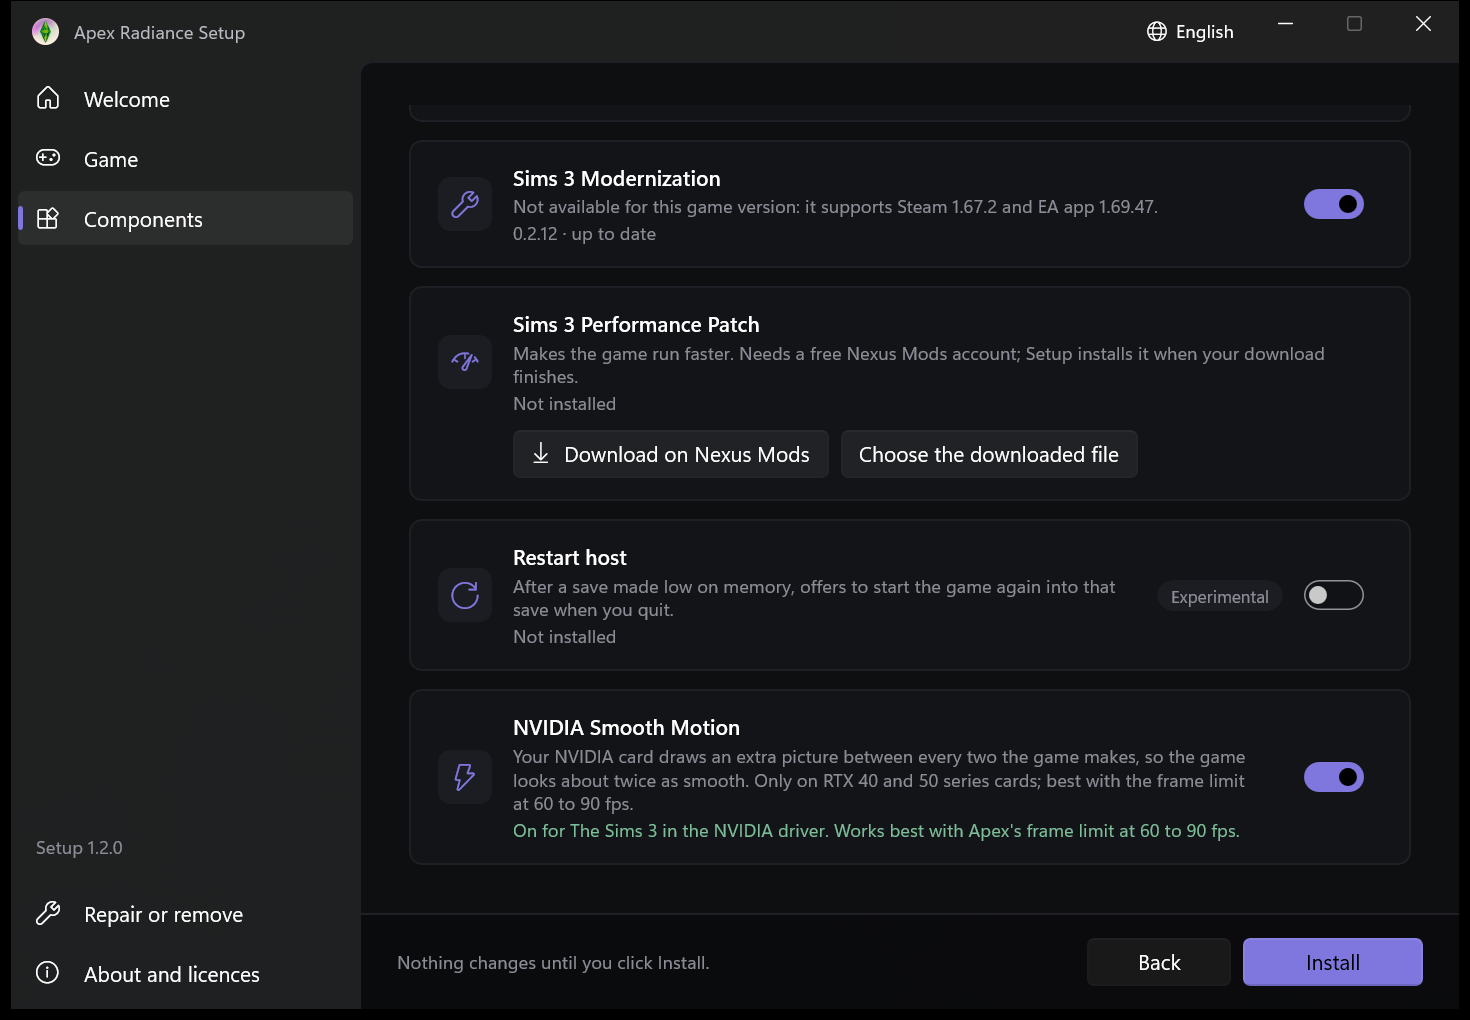 Apex Radiance Setup
English
Welcome
Game
Components
Sims 3 Modernization
Not available for this game version: it supports Steam 1.67.2 and EA app 1.69.47.
0.2.12 · up to date
Sims 3 Performance Patch
Makes the game run faster. Needs a free Nexus Mods account; Setup installs it when your download
finishes.
Not installed
Download on Nexus Mods
Choose the downloaded file
Restart host
After a save made low on memory, offers to start the game again into that
save when you quit.
Not installed
Experimental
NVIDIA Smooth Motion
Your NVIDIA card draws an extra picture between every two the game makes, so the game
looks about twice as smooth. Only on RTX 40 and 50 series cards; best with the frame limit
at 60 to 90 fps.
On for The Sims 3 in the NVIDIA driver. Works best with Apex's frame limit at 60 to 90 fps.
Setup 1.2.0
Repair or remove
About and licences
Nothing changes until you click Install.
Back
Install